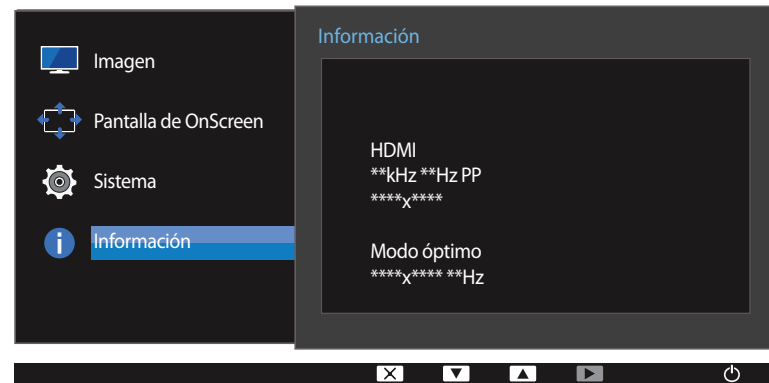 Imagen
Pantalla de OnScreen
Sistema
Información
Información
HDMI
**kHz **Hz PP
****x****
Modo óptimo
****x**** **Hz